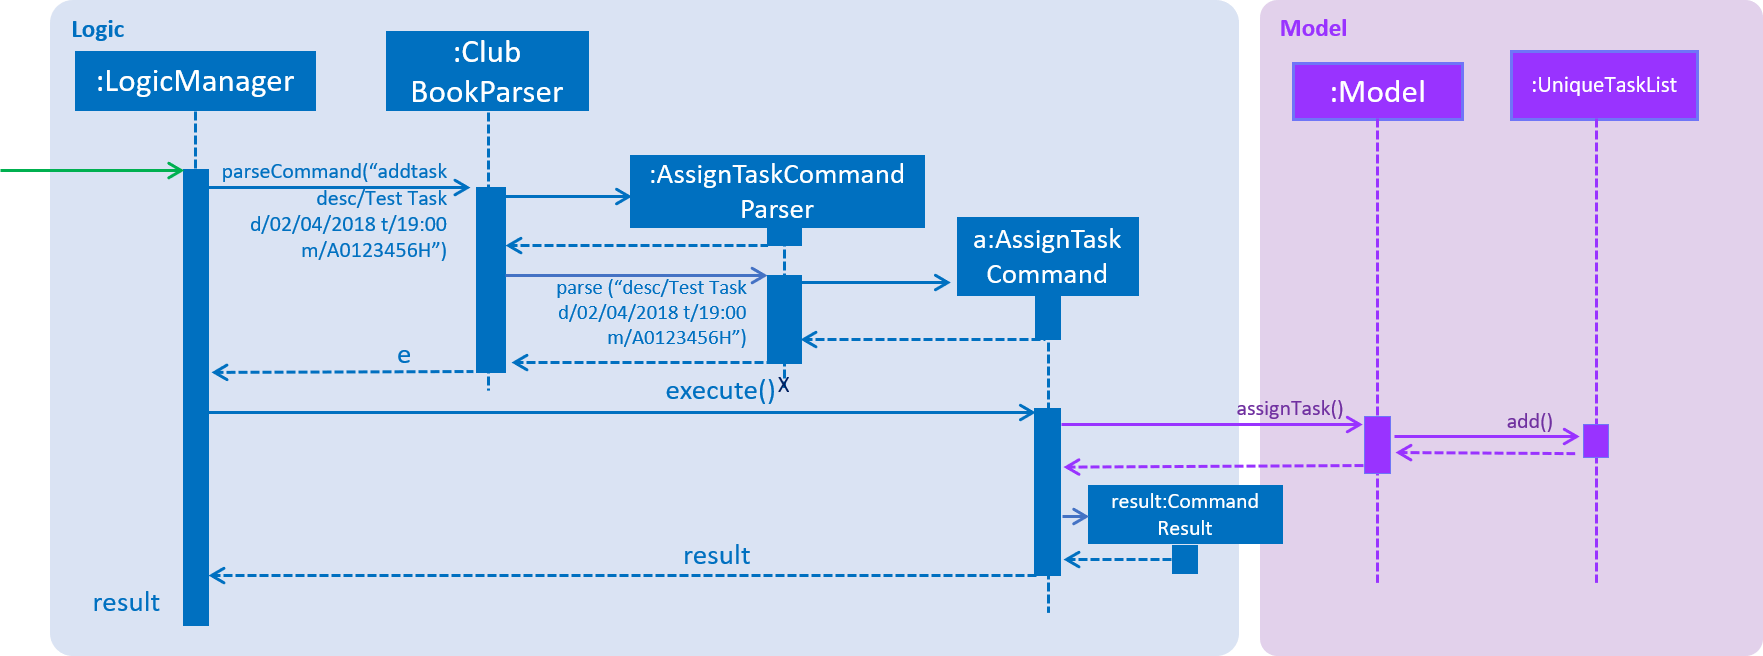 Logic
Model
:LogicManager
:Club
BookParser
:Model
:UniqueTaskList
parseCommand(“addtask
desc/Test Task
d/02/04/2018 t/19:00
m/A0123456H”)
:AssignTaskCommand
Parser
a:AssignTask
Command
parse (“desc/Test Task
d/02/04/2018 t/19:00
m/A0123456H”)
e
X
execute()
assignTask()
add()
result:Command
Result
result
result